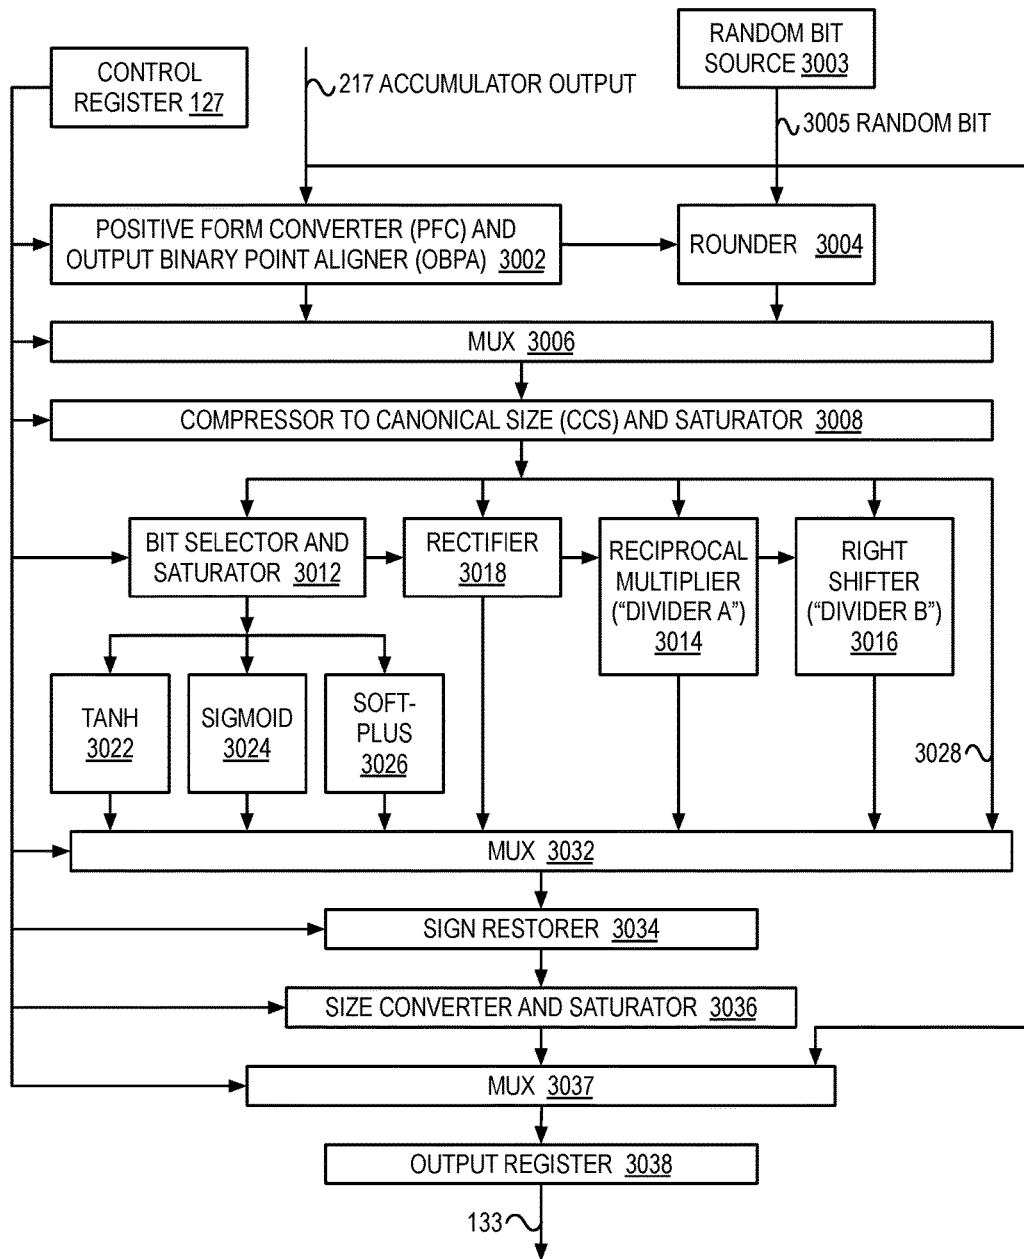 RANDOM BIT
SOURCE 3003
CONTROL
REGISTER 127
217 ACCUMULATOR OUTPUT
3005 RANDOM BIT
POSITIVE FORM CONVERTER (PFC) AND
OUTPUT BINARY POINT ALIGNER (OBPA) 3002
ROUNDER 3004
MUX 3006
COMPRESSOR TO CANONICAL SIZE (CCS) AND SATURATOR 3008
BIT SELECTOR AND
SATURATOR 3012
RECTIFIER
3018
RECIPROCAL
MULTIPLIER
(“DIVIDER A”)
3014
RIGHT
SHIFTER
(“DIVIDER B”)
3016
TANH
3022
SIGMOID
3024
SOFT-
PLUS
3026
3028
MUX 3032
SIGN RESTORER 3034
SIZE CONVERTER AND SATURATOR 3036
MUX 3037
OUTPUT REGISTER 3038
133